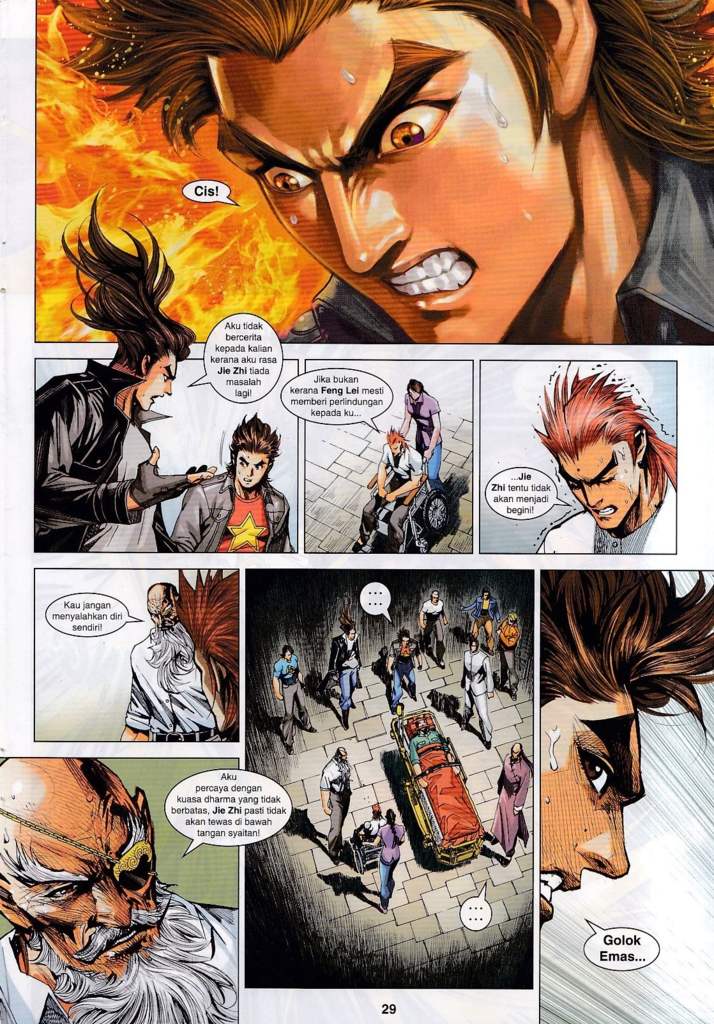 Cis!
Aku tidak
bercerita
kepada kalian
kerana aku rasa
Jie Zhi tiada
masalah
lagi!
Jika bukan
kerana Feng Lei mesti
memberi perlindungan
kepada ku...
...Jie
Zhi tentu tidak
akan menjadi
begini!
Kau jangan
menyalahkan diri
sendiri!
...
...
Aku
percaya dengan
kuasa dharma yang tidak
berbatas, Jie Zhi pasti tidak
akan tewas di bawah
tangan syaitan!
...
...
Golok
Emas...
29